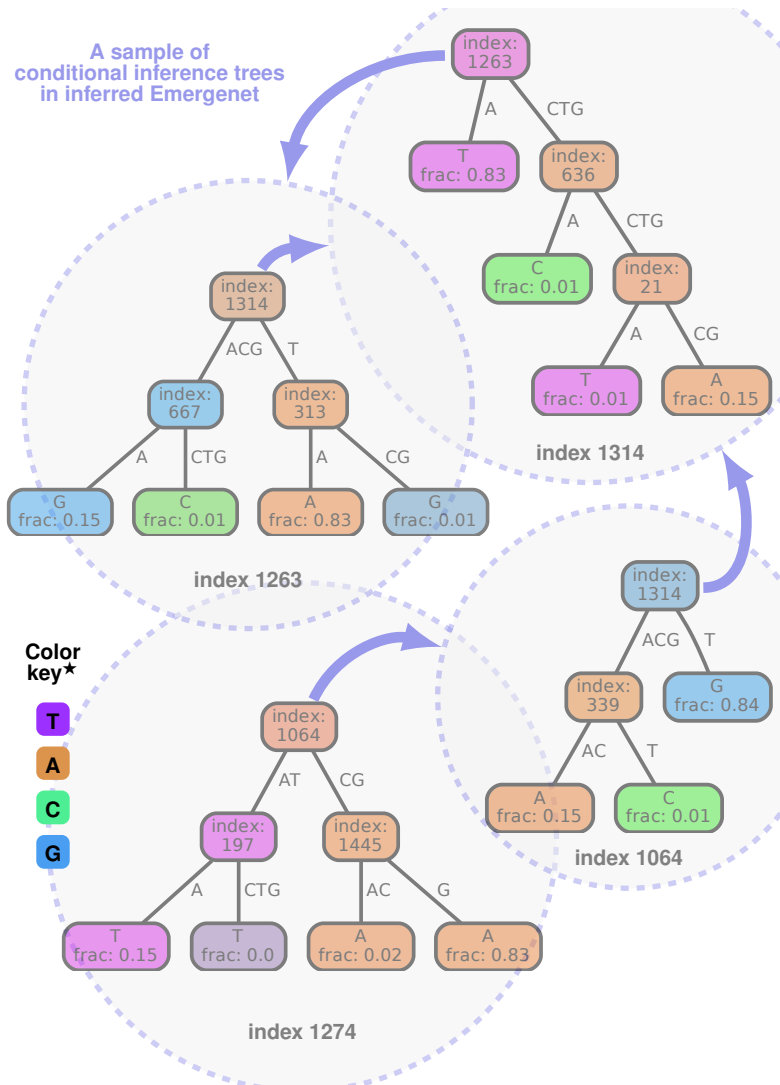 A sample of
conditional inference trees
in inferred Emergenet
index:
1263
A
CTG
T
frac: 0.83
index:
636
A
CTG
C
frac: 0.01
index:
21
A
CG
T
frac: 0.01
A
frac: 0.15
index 1314
index:
1314
ACG
T
index:
667
index:
313
A
CTG
A
CG
G
frac: 0.15
C
frac: 0.01
A
frac: 0.83
G
frac: 0.01
index 1263
index:
1314
ACG
T
index:
339
G
frac: 0.84
AC
T
A
frac: 0.15
C
frac: 0.01
index 1064
Color
key★
T
A
C
G
index:
1064
AT
CG
index:
197
index:
1445
A
CTG
AC
G
T
frac: 0.15
T
frac: 0.0
A
frac: 0.02
A
frac: 0.83
index 1274